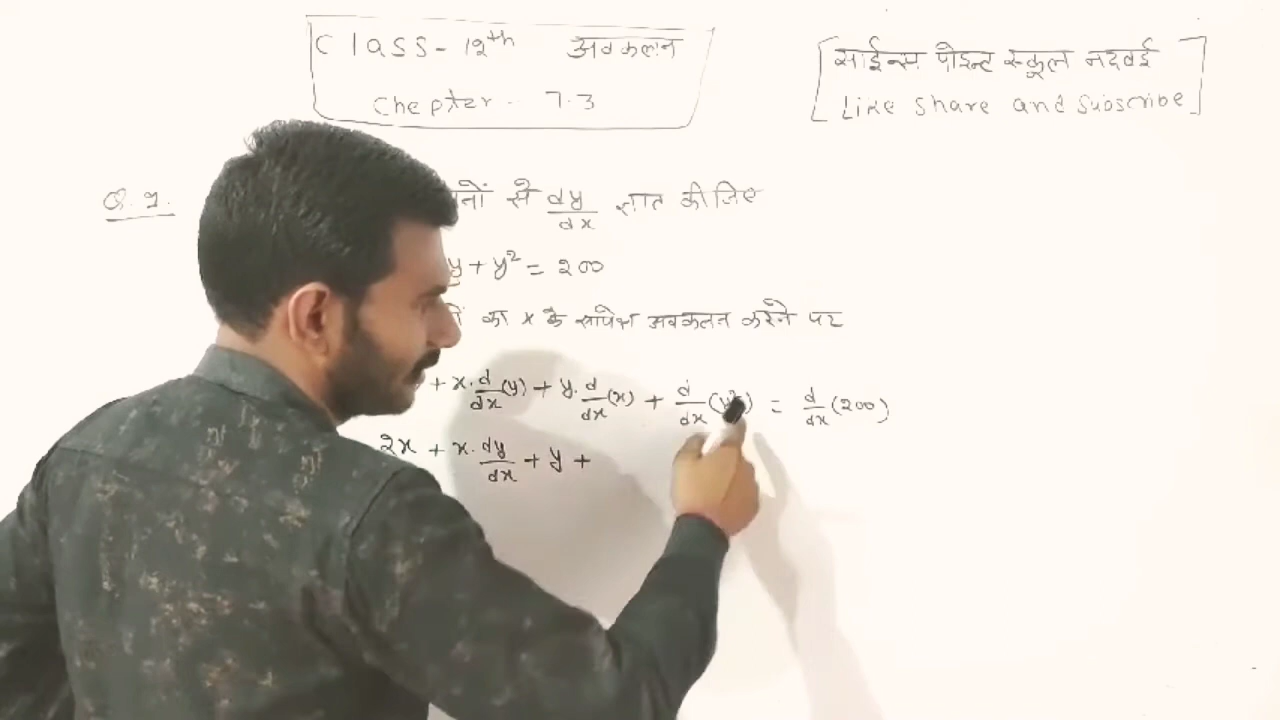 Class - 12th अवकलन
Chepter - 7.3
साईन्स पोइन्ट स्कूल नदवई
Like Share and Subscribe
Q. 1. से dy/dx ज्ञात कीजिए
y + y² = 200
का x के सापेक्ष अवकलन करने पर
+ x. d/dx (y) + y. d/dx (x) + d/dx (y²) = d/dx (200)
2x + x. dy/dx + y +